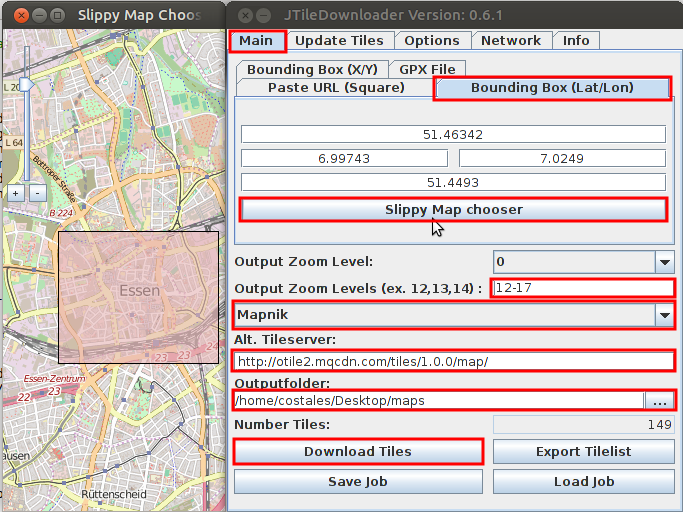 Slippy Map Choos
L 20
L 64
Bottroper Straße
+ -
B 224
Essen
Essen-Zentrum
22 23
22
23
23
ausen
Rüttenscheid
JTileDownloader Version: 0.6.1
Main Update Tiles Options Network Info
Bounding Box (X/Y) GPX File
Paste URL (Square) Bounding Box (Lat/Lon)
51.46342
6.99743 7.0249
51.4493
Slippy Map chooser
Output Zoom Level: 0
Output Zoom Levels (ex. 12,13,14) : 12-17
Mapnik
Alt. Tileserver:
http://otile2.mqcdn.com/tiles/1.0.0/map/
Outputfolder:
/home/costales/Desktop/maps ...
Number Tiles: 149
Download Tiles Export Tilelist
Save Job Load Job